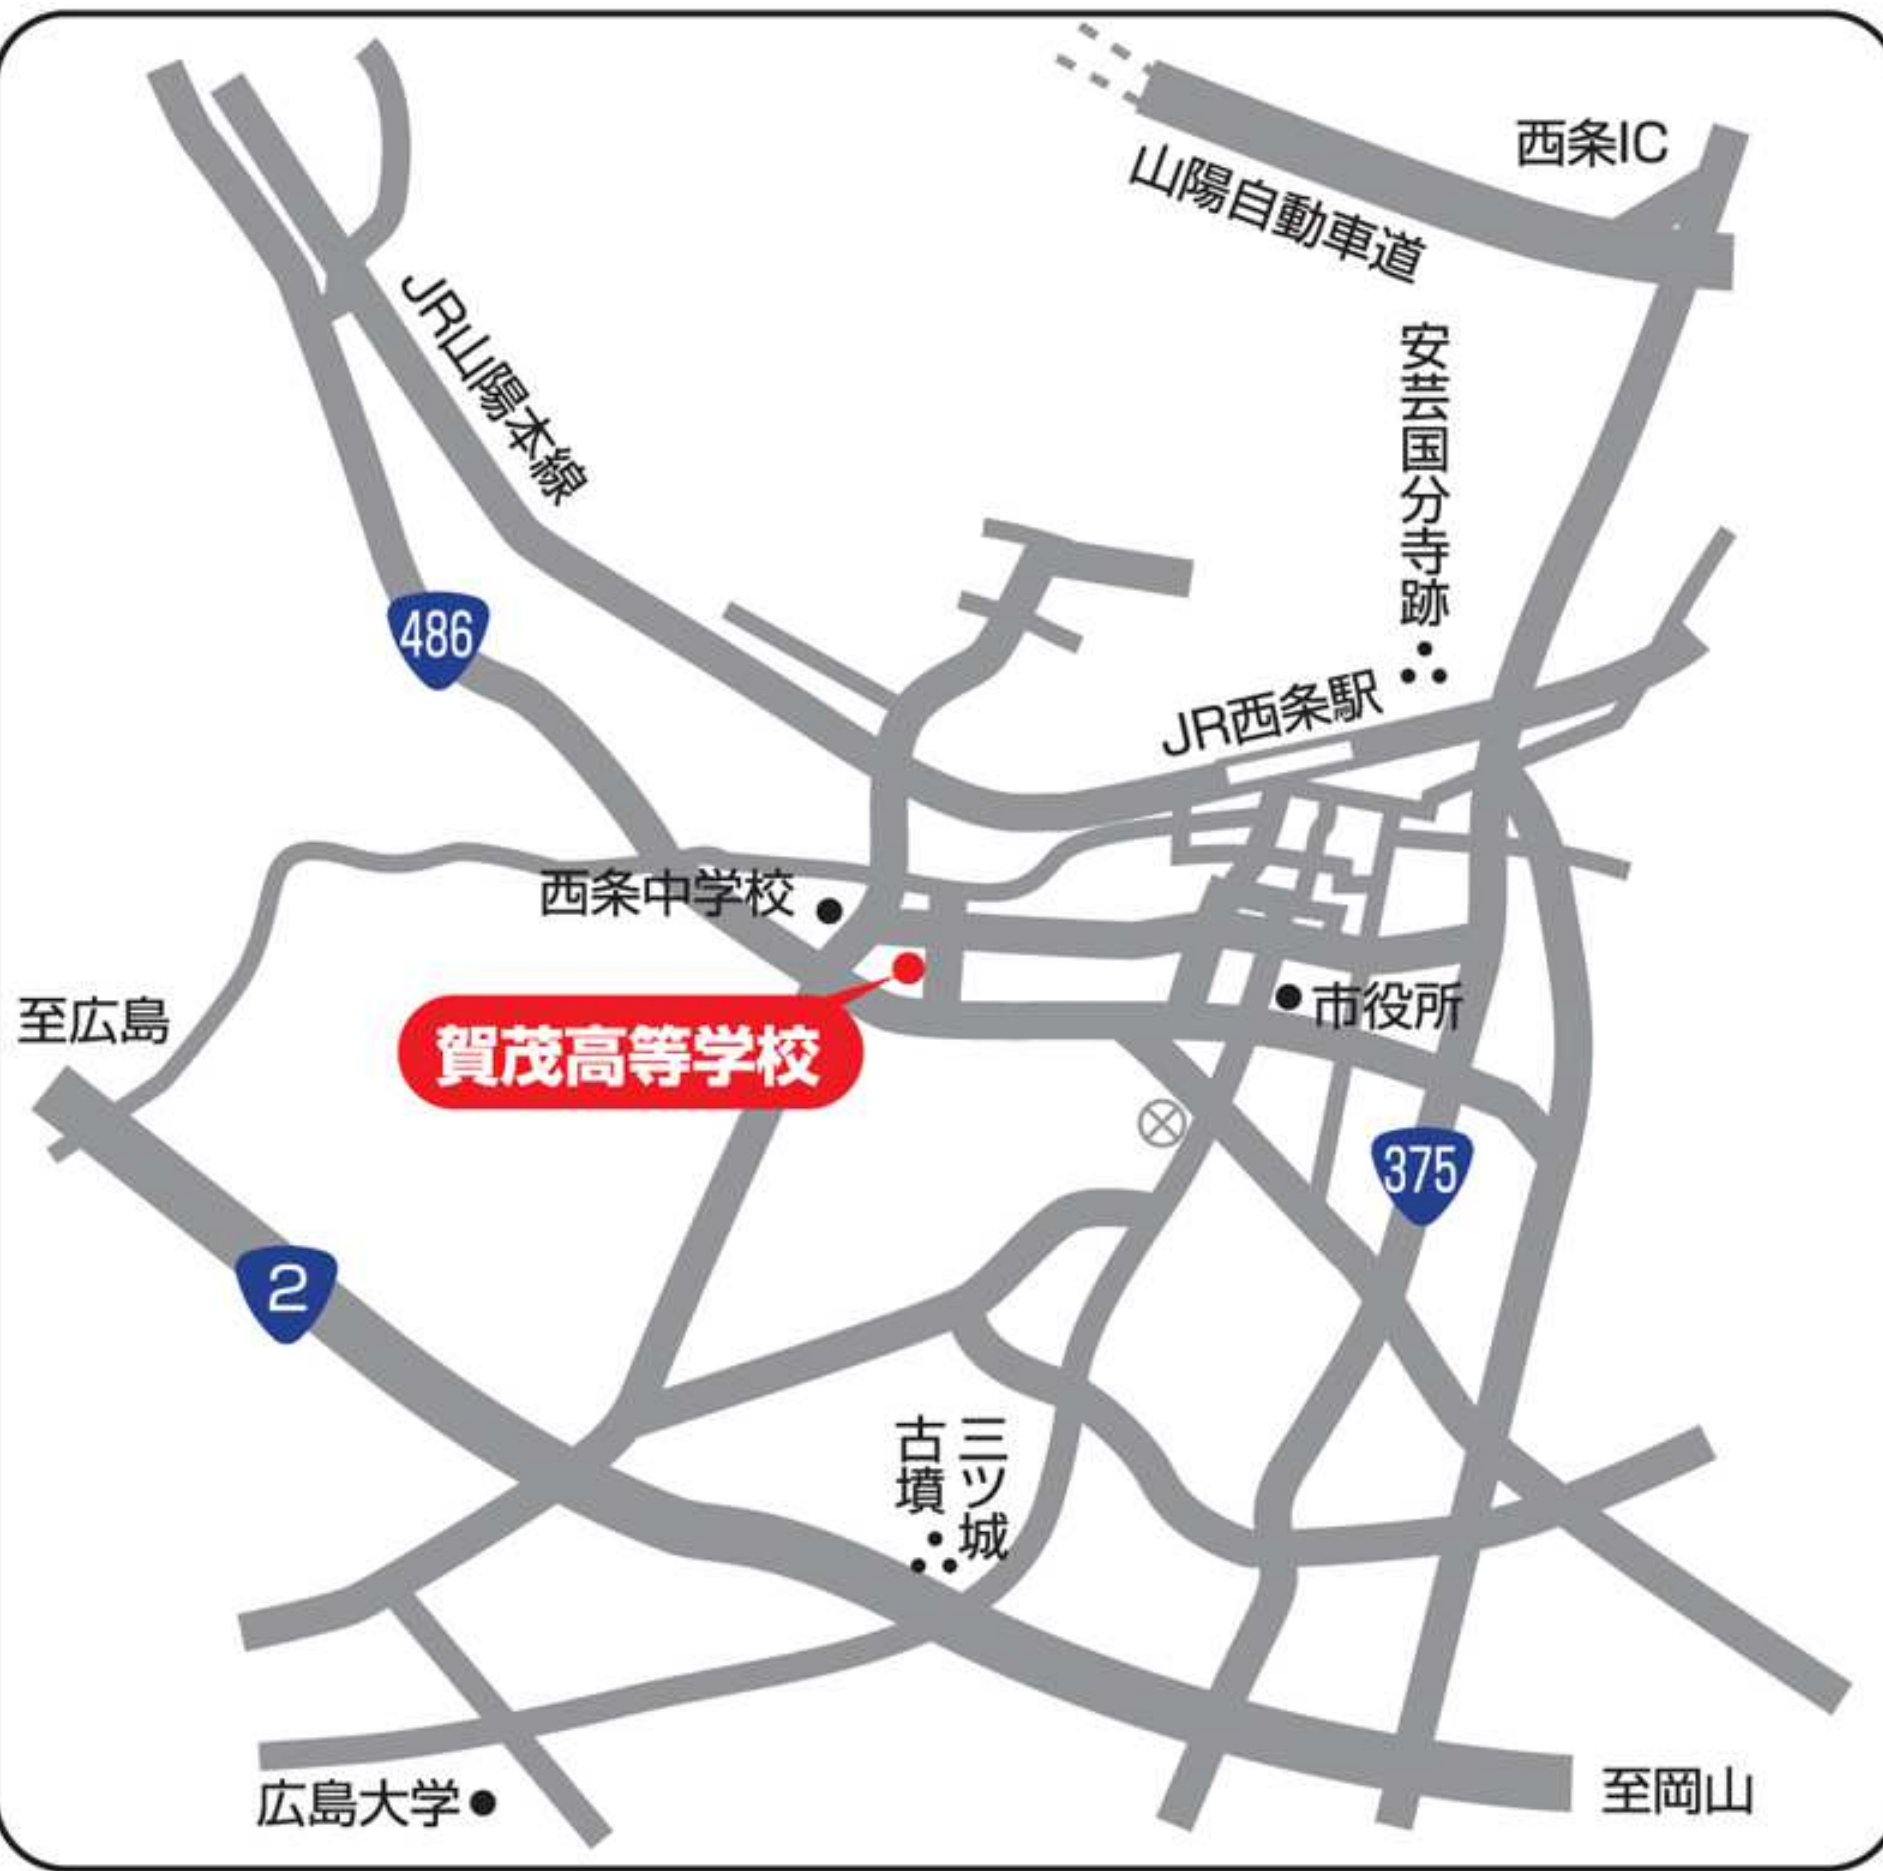 西条IC
山陽自動車道
JR山陽本線
安芸国分寺跡
486
JR西条駅
西条中学校
市役所
至広島
賀茂高等学校
375
2
三ツ城
古墳
広島大学
至岡山